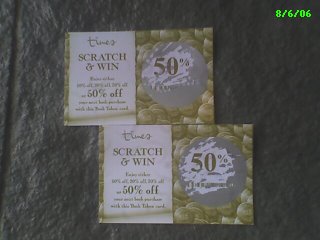 8/6/06
times
SCRATCH
& WIN
Enjoy either
10% off, 20% off, 30% off
or 50% off
your next book purchase
with this Book Token card.
50%
times
SCRATCH
& WIN
Enjoy either
10% off, 20% off, 30% off
or 50% off
your next book purchase
with this Book Token card.
50%